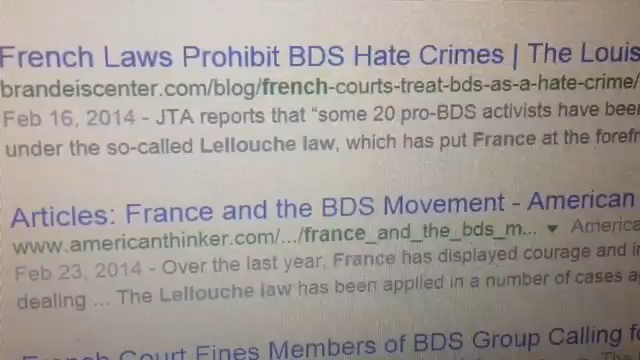 French Laws Prohibit BDS Hate Crimes | The Louis
brandeiscenter.com/blog/french-courts-treat-bds-as-a-hate-crime/
Feb 16, 2014 - JTA reports that "some 20 pro-BDS activists have been
under the so-called Lellouche law, which has put France at the forefr
Articles: France and the BDS Movement - American
www.americanthinker.com/.../france_and_the_bds_m... ▼ America
Feb 23, 2014 - Over the last year, France has displayed courage and in
dealing ... The Lellouche law has been applied in a number of cases a
French Court Fines Members of BDS Group Calling fo